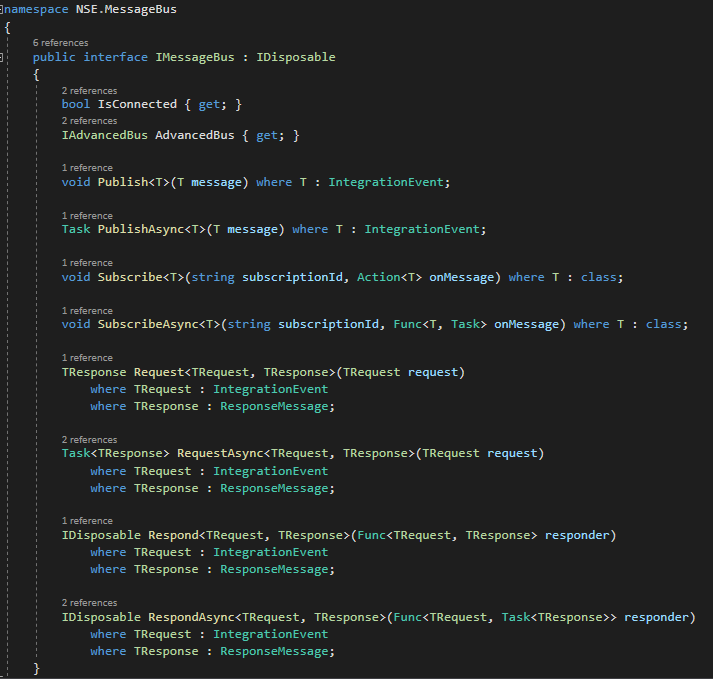 namespace NSE.MessageBus
{
6 references
public interface IMessageBus : IDisposable
{
2 references
bool IsConnected { get; }
2 references
IAdvancedBus AdvancedBus { get; }
1 reference
void Publish<T>(T message) where T : IntegrationEvent;
1 reference
Task PublishAsync<T>(T message) where T : IntegrationEvent;
1 reference
void Subscribe<T>(string subscriptionId, Action<T> onMessage) where T : class;
1 reference
void SubscribeAsync<T>(string subscriptionId, Func<T, Task> onMessage) where T : class;
1 reference
TResponse Request<TRequest, TResponse>(TRequest request)
where TRequest : IntegrationEvent
where TResponse : ResponseMessage;
2 references
Task<TResponse> RequestAsync<TRequest, TResponse>(TRequest request)
where TRequest : IntegrationEvent
where TResponse : ResponseMessage;
1 reference
IDisposable Respond<TRequest, TResponse>(Func<TRequest, TResponse> responder)
where TRequest : IntegrationEvent
where TResponse : ResponseMessage;
2 references
IDisposable RespondAsync<TRequest, TResponse>(Func<TRequest, Task<TResponse>> responder)
where TRequest : IntegrationEvent
where TResponse : ResponseMessage;
}